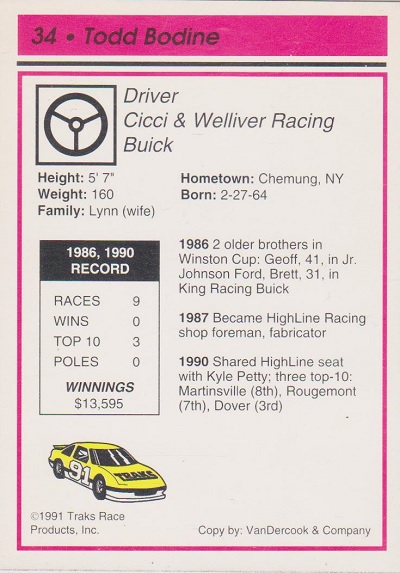 34 • Todd Bodine
Driver
Cicci & Welliver Racing
Buick
Height: 5' 7"
Weight: 160
Family: Lynn (wife)
Hometown: Chemung, NY
Born: 2-27-64
1986, 1990
RECORD
RACES 9
WINS 0
TOP 10 3
POLES 0
WINNINGS
$13,595
1986 2 older brothers in
Winston Cup: Geoff, 41, in Jr.
Johnson Ford, Brett, 31, in
King Racing Buick
1987 Became HighLine Racing
shop foreman, fabricator
1990 Shared HighLine seat
with Kyle Petty; three top-10:
Martinsville (8th), Rougemont
(7th), Dover (3rd)
91
TRAKS
©1991 Traks Race
Products, Inc.
Copy by: VanDercook & Company